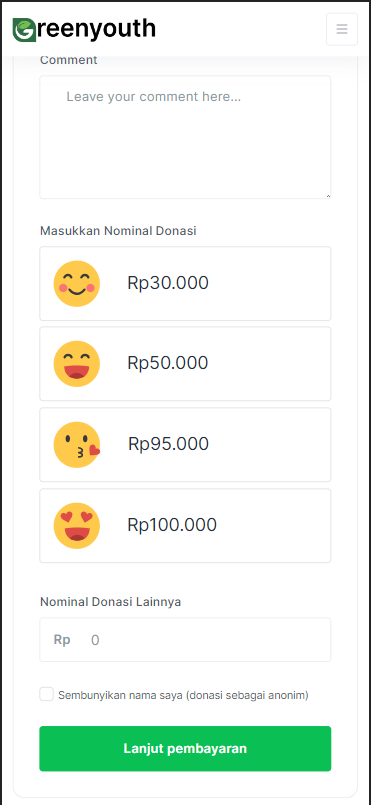 Greenyouth
Comment
Leave your comment here...
Masukkan Nominal Donasi
Rp30.000
Rp50.000
Rp95.000
Rp100.000
Nominal Donasi Lainnya
Rp 0
Sembunyikan nama saya (donasi sebagai anonim)
Lanjut pembayaran